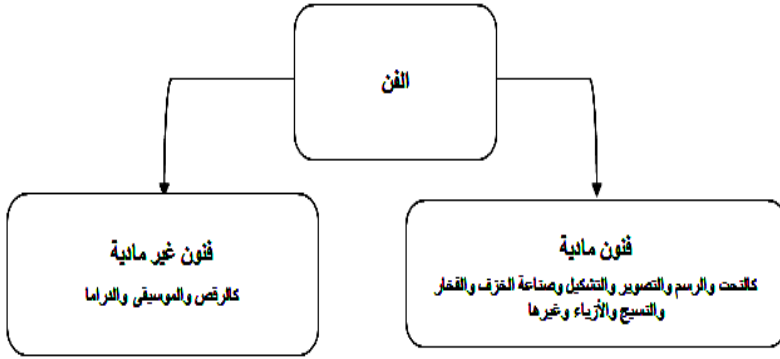 الفن
فنون مادية
كالنحت والرسم والتصوير والتشكيل وصناعة الخزف والفخار
والنسيج والأزياء وغيرها
فنون غير مادية
كالرقص والموسيقى والدراما